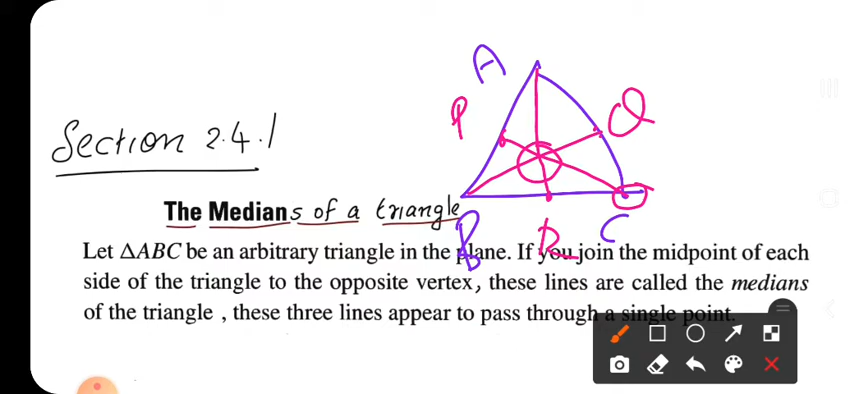 A
P
Q
Section 2.4.1
The Medians of a triangle
B
R
C
Let ΔABC be an arbitrary triangle in the plane. If you join the midpoint of each
side of the triangle to the opposite vertex, these lines are called the medians
of the triangle , these three lines appear to pass through a single point.